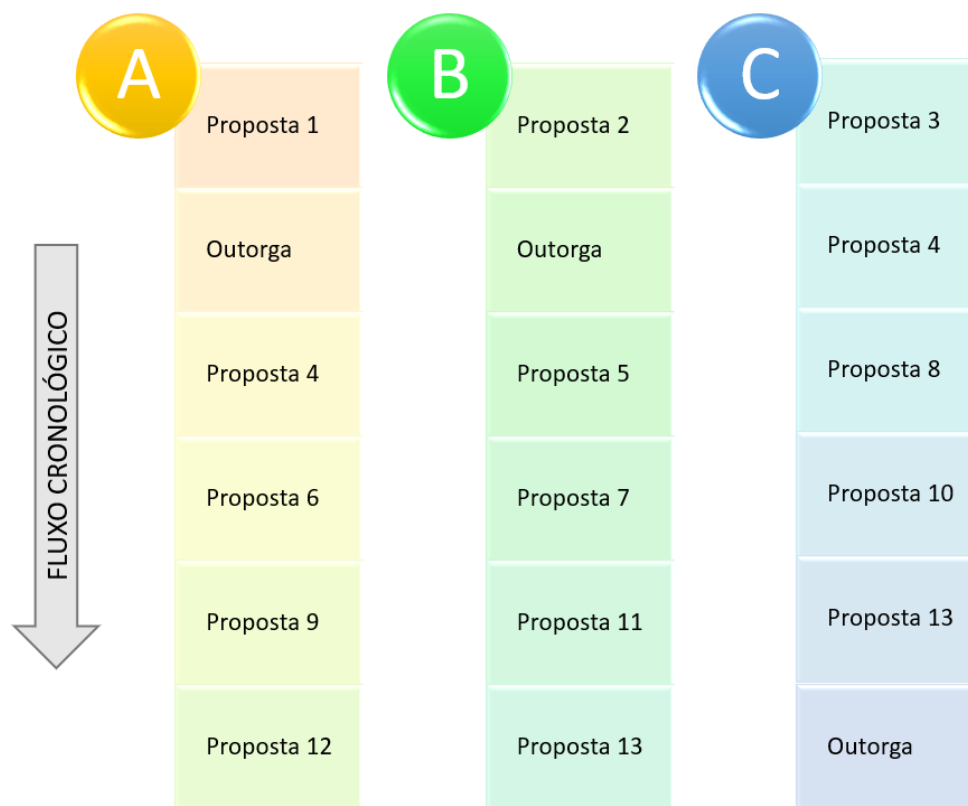 A
B
C
Proposta 1
Proposta 2
Proposta 3
Outorga
Outorga
Proposta 4
Proposta 4
Proposta 5
Proposta 8
Proposta 6
Proposta 7
Proposta 10
Proposta 9
Proposta 11
Proposta 13
Proposta 12
Proposta 13
Outorga
FLUXO CRONOLÓGICO